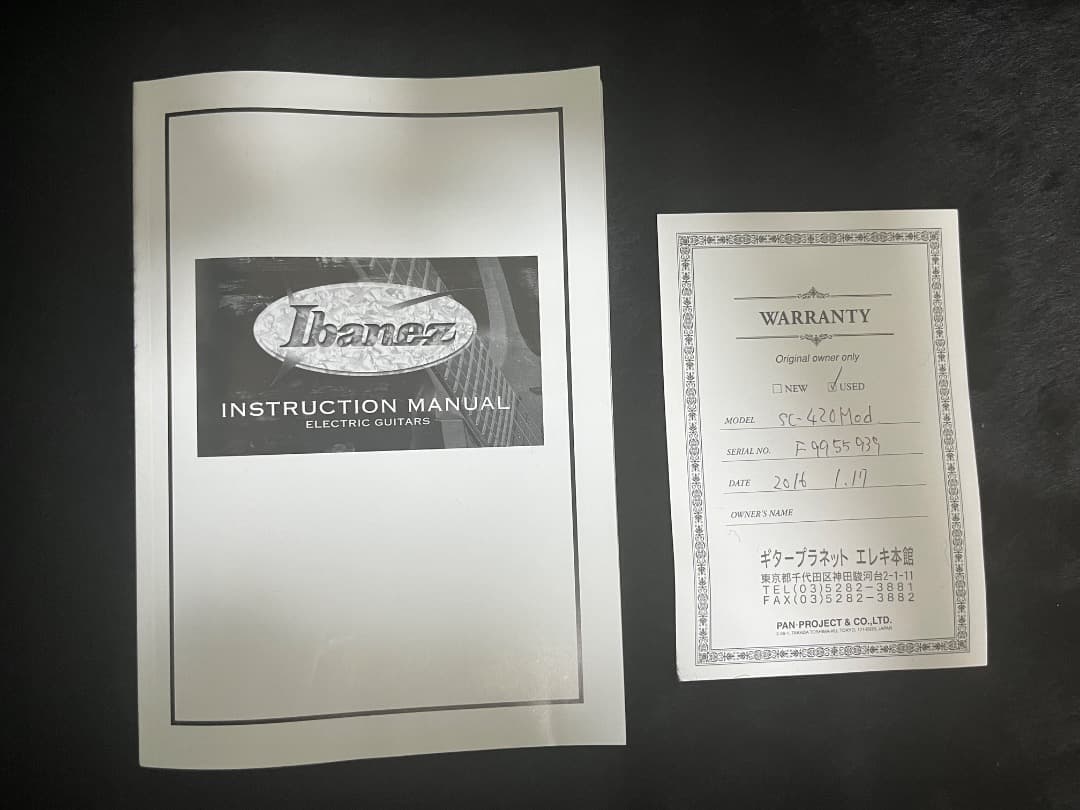 Ibanez
INSTRUCTION MANUAL
ELECTRIC GUITARS
WARRANTY
Original owner only
☐ NEW ☑ USED
MODEL SC-420Mod
SERIAL NO. F9955939
DATE 2016 1.17
OWNER'S NAME
ギタープラネット エレキ本館
東京都千代田区神田駿河台2-1-11
TEL(03)5282-3881
FAX(03)5282-3882
PAN·PROJECT & CO.,LTD.